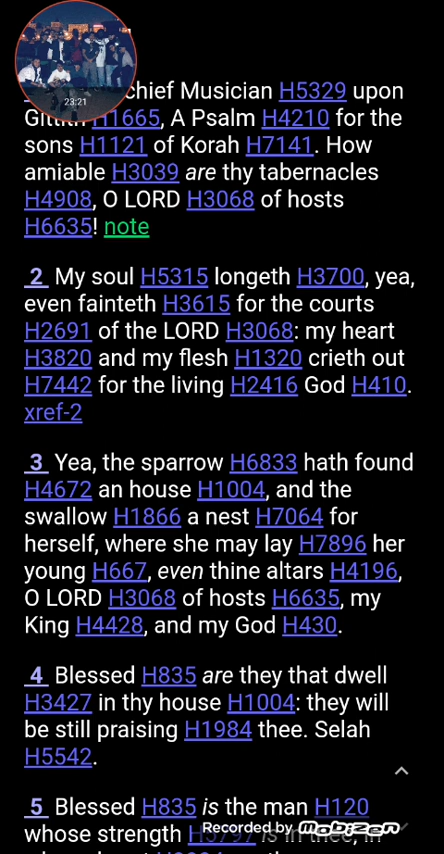 23:21
chief Musician H5329 upon
Gittith H1665, A Psalm H4210 for the
sons H1121 of Korah H7141. How
amiable H3039 are thy tabernacles
H4908, O LORD H3068 of hosts
H6635! note
2 My soul H5315 longeth H3700, yea,
even fainteth H3615 for the courts
H2691 of the LORD H3068: my heart
H3820 and my flesh H1320 crieth out
H7442 for the living H2416 God H410.
xref-2
3 Yea, the sparrow H6833 hath found
H4672 an house H1004, and the
swallow H1866 a nest H7064 for
herself, where she may lay H7896 her
young H667, even thine altars H4196,
O LORD H3068 of hosts H6635, my
King H4428, and my God H430.
4 Blessed H835 are they that dwell
H3427 in thy house H1004: they will
be still praising H1984 thee. Selah
H5542.
5 Blessed H835 is the man H120
whose strength H5797 is in thee; in
Recorded by Mobizen